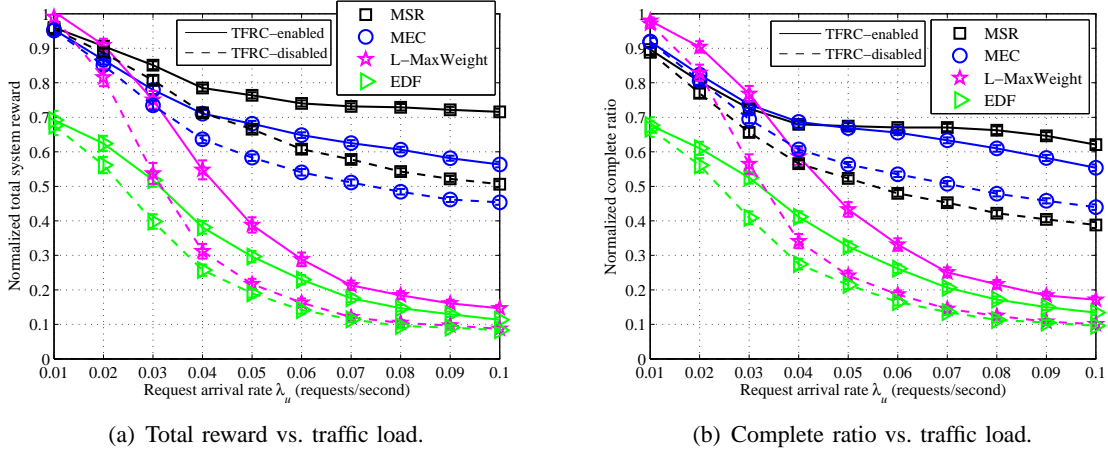 1
0.9
0.8
0.7
0.6
0.5
0.4
0.3
0.2
0.1
0
Normalized total system reward
TFRC−enabled
TFRC−disabled
MSR
MEC
L−MaxWeight
EDF
0.01 0.02 0.03 0.04 0.05 0.06 0.07 0.08 0.09 0.1
Request arrival rate λu (requests/second)
(a) Total reward vs. traffic load.
1
0.9
0.8
0.7
0.6
0.5
0.4
0.3
0.2
0.1
0
Normalized complete ratio
TFRC−enabled
TFRC−disabled
MSR
MEC
L−MaxWeight
EDF
0.01 0.02 0.03 0.04 0.05 0.06 0.07 0.08 0.09 0.1
Request arrival rate λu (requests/second)
(b) Complete ratio vs. traffic load.